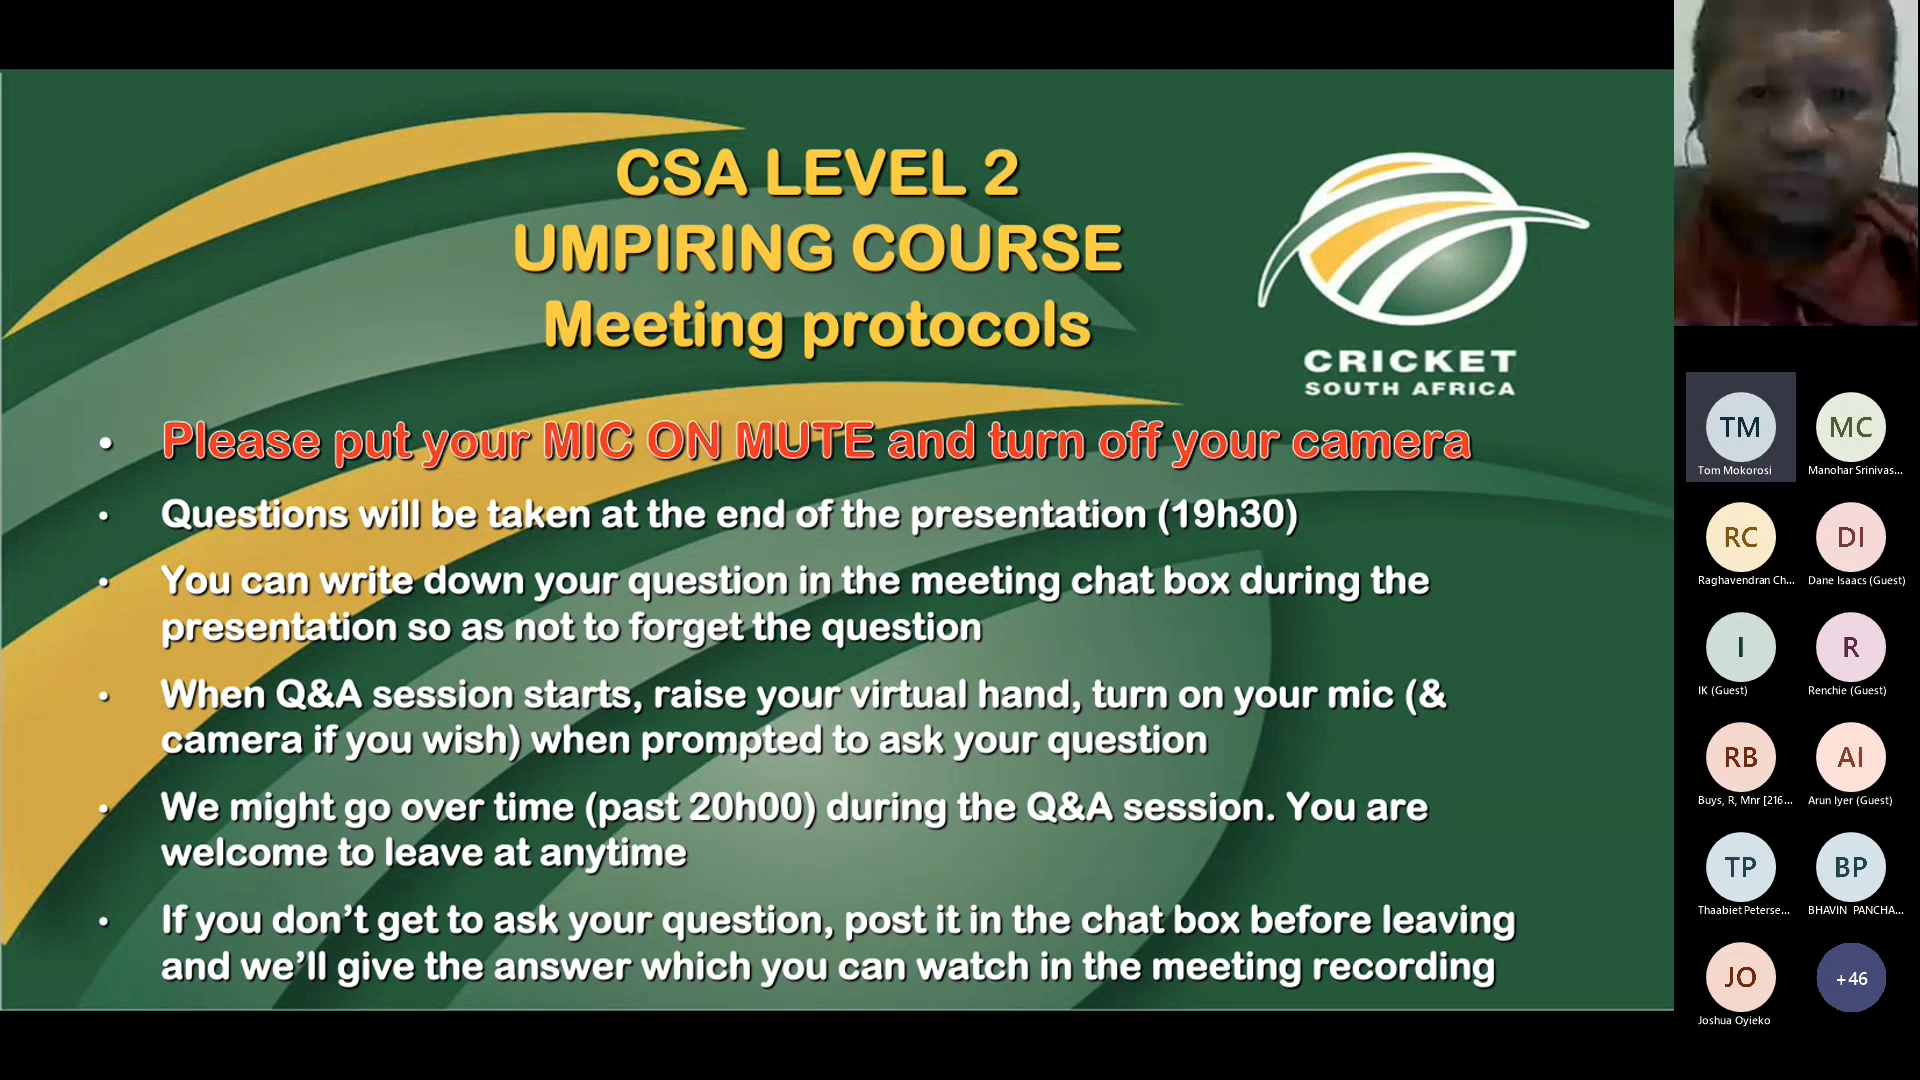 CSA LEVEL 2
UMPIRING COURSE
Meeting protocols
CRICKET
SOUTH AFRICA
• Please put your MIC ON MUTE and turn off your camera
• Questions will be taken at the end of the presentation (19h30)
• You can write down your question in the meeting chat box during the
presentation so as not to forget the question
• When Q&A session starts, raise your virtual hand, turn on your mic (&
camera if you wish) when prompted to ask your question
• We might go over time (past 20h00) during the Q&A session. You are
welcome to leave at anytime
• If you don’t get to ask your question, post it in the chat box before leaving
and we’ll give the answer which you can watch in the meeting recording
TM
Tom Mokorosi
MC
Manohar Srinivas...
RC
Raghavendran Ch...
DI
Dane Isaacs (Guest)
I
IK (Guest)
R
Renchie (Guest)
RB
Buys, R, Mnr [216...
AI
Arun Iyer (Guest)
TP
Thaabiet Peterse...
BP
BHAVIN PANCHA...
JO
Joshua Oyieko
+46